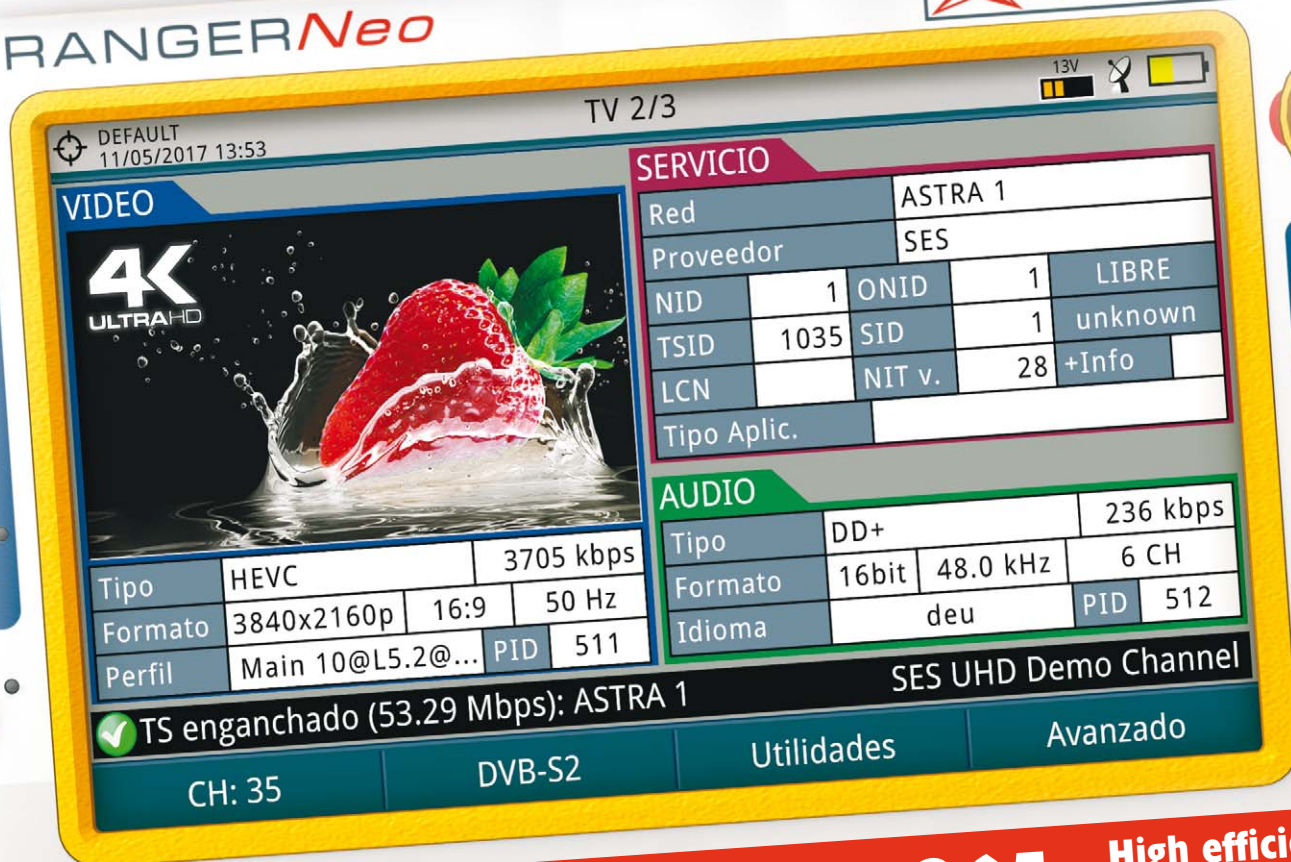 RANGERNeo
DEFAULT
11/05/2017 13:53
TV 2/3
13V
VIDEO
4K
ULTRAHD
Tipo HEVC 3705 kbps
Formato 3840x2160p 16:9 50 Hz
Perfil Main 10@L5.2@... PID 511
SERVICIO
Red ASTRA 1
Proveedor SES
NID 1 ONID 1 LIBRE
TSID 1035 SID 1 unknown
LCN NIT v. 28 +Info
Tipo Aplic.
AUDIO
Tipo DD+ 236 kbps
Formato 16bit 48.0 kHz 6 CH
Idioma deu PID 512
TS enganchado (53.29 Mbps): ASTRA 1 SES UHD Demo Channel
CH: 35 DVB-S2 Utilidades Avanzado
High